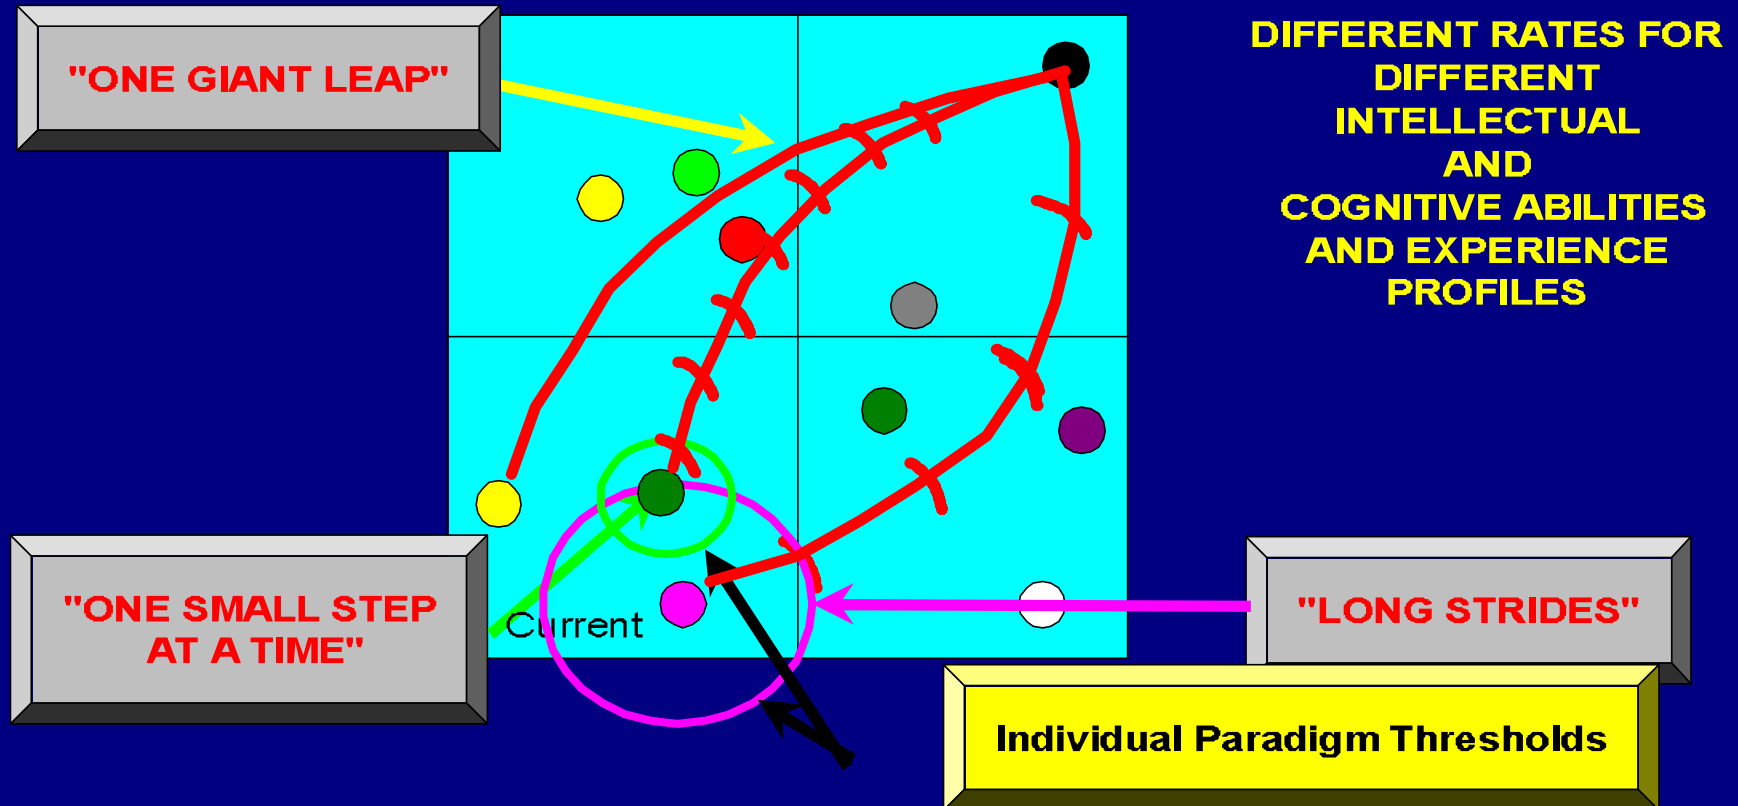 "ONE GIANT LEAP"
DIFFERENT RATES FOR
DIFFERENT
INTELLECTUAL
AND
COGNITIVE ABILITIES
AND EXPERIENCE
PROFILES
"ONE SMALL STEP
AT A TIME"
Current
"LONG STRIDES"
Individual Paradigm Thresholds